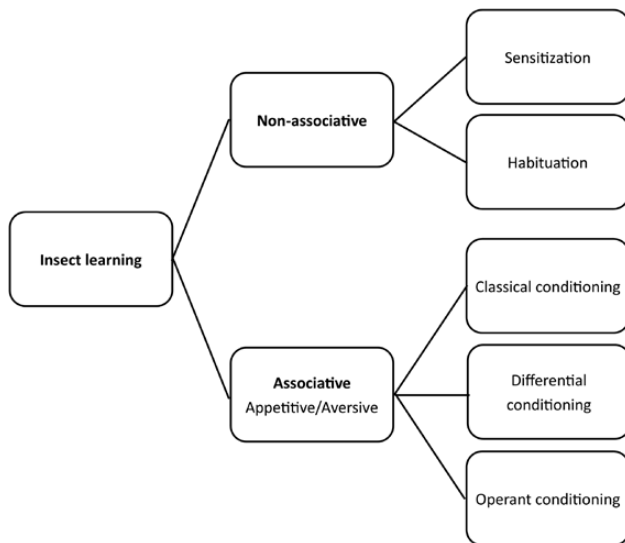 Insect learning
Non-associative
Sensitization
Habituation
Associative
Appetitive/Aversive
Classical conditioning
Differential
conditioning
Operant conditioning